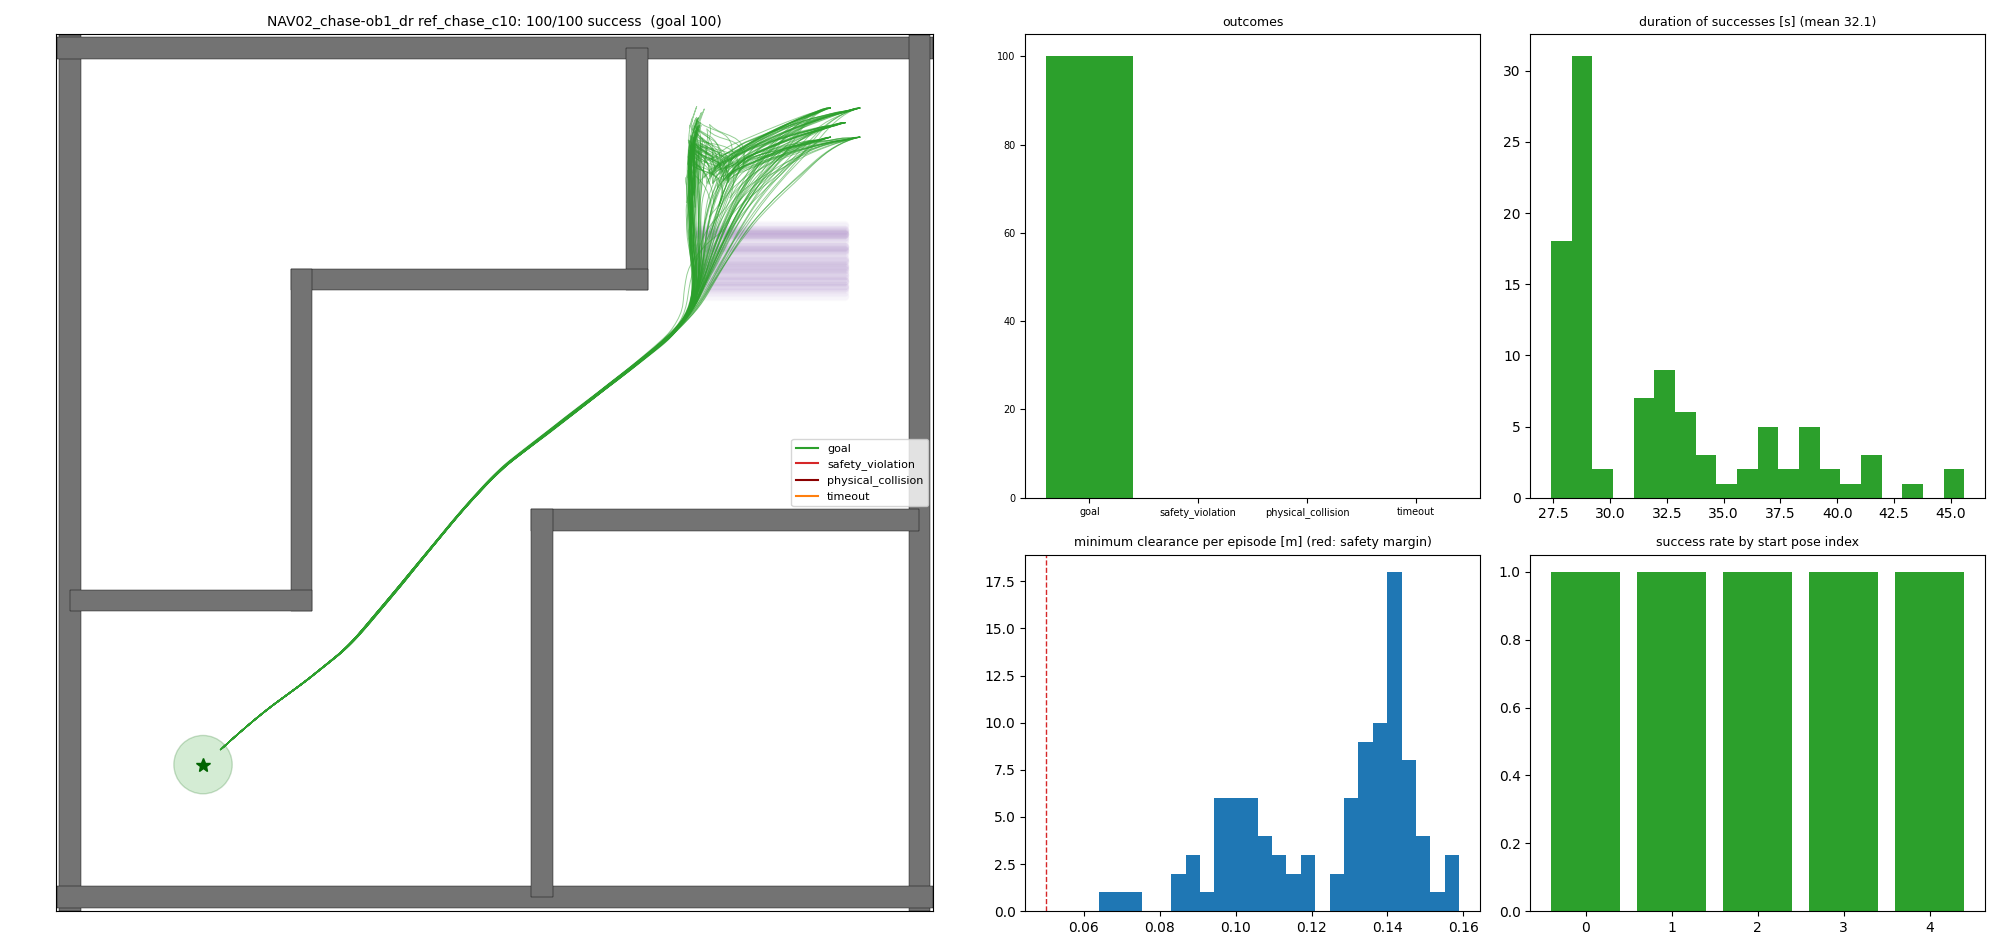 NAV02_chase-ob1_dr ref_chase_c10: 100/100 success  (goal 100)
goal
safety_violation
physical_collision
timeout
outcomes
100
80
60
40
20
0
goal safety_violation physical_collision timeout
duration of successes [s] (mean 32.1)
30
25
20
15
10
5
0
27.5 30.0 32.5 35.0 37.5 40.0 42.5 45.0
minimum clearance per episode [m] (red: safety margin)
17.5
15.0
12.5
10.0
7.5
5.0
2.5
0.0
0.06 0.08 0.10 0.12 0.14 0.16
success rate by start pose index
1.0
0.8
0.6
0.4
0.2
0.0
0 1 2 3 4